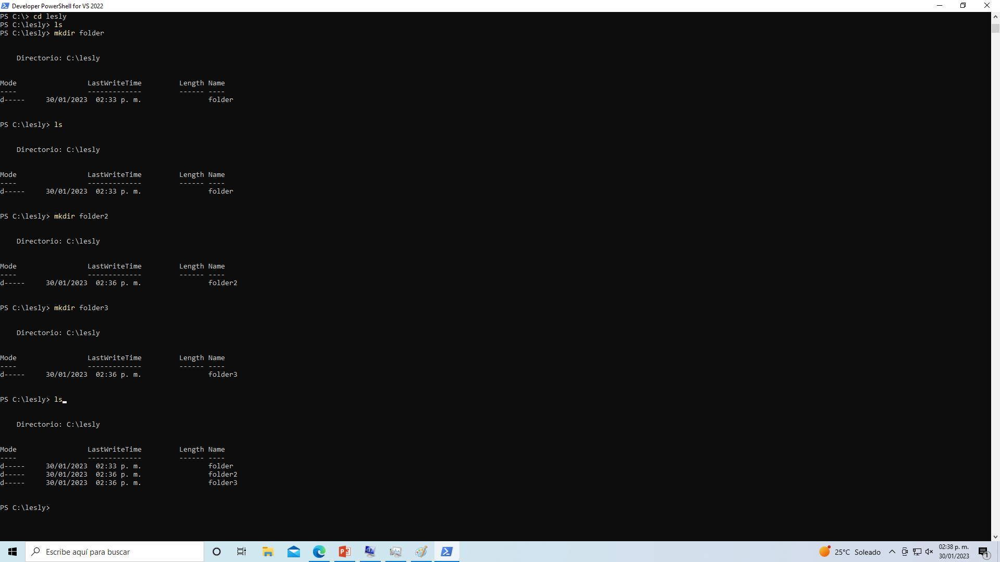 Developer PowerShell for VS 2022
PS C:\> cd lesly
PS C:\lesly> ls
PS C:\lesly> mkdir folder
Directorio: C:\lesly
Mode LastWriteTime Length Name
---- ------------- ------ ----
d----- 30/01/2023 02:33 p. m. folder
PS C:\lesly> ls
Directorio: C:\lesly
Mode LastWriteTime Length Name
---- ------------- ------ ----
d----- 30/01/2023 02:33 p. m. folder
PS C:\lesly> mkdir folder2
Directorio: C:\lesly
Mode LastWriteTime Length Name
---- ------------- ------ ----
d----- 30/01/2023 02:36 p. m. folder2
PS C:\lesly> mkdir folder3
Directorio: C:\lesly
Mode LastWriteTime Length Name
---- ------------- ------ ----
d----- 30/01/2023 02:36 p. m. folder3
PS C:\lesly> ls
Directorio: C:\lesly
Mode LastWriteTime Length Name
---- ------------- ------ ----
d----- 30/01/2023 02:33 p. m. folder
d----- 30/01/2023 02:36 p. m. folder2
d----- 30/01/2023 02:36 p. m. folder3
PS C:\lesly>
Escribe aquí para buscar
25°C Soleado
02:38 p. m.
30/01/2023
1